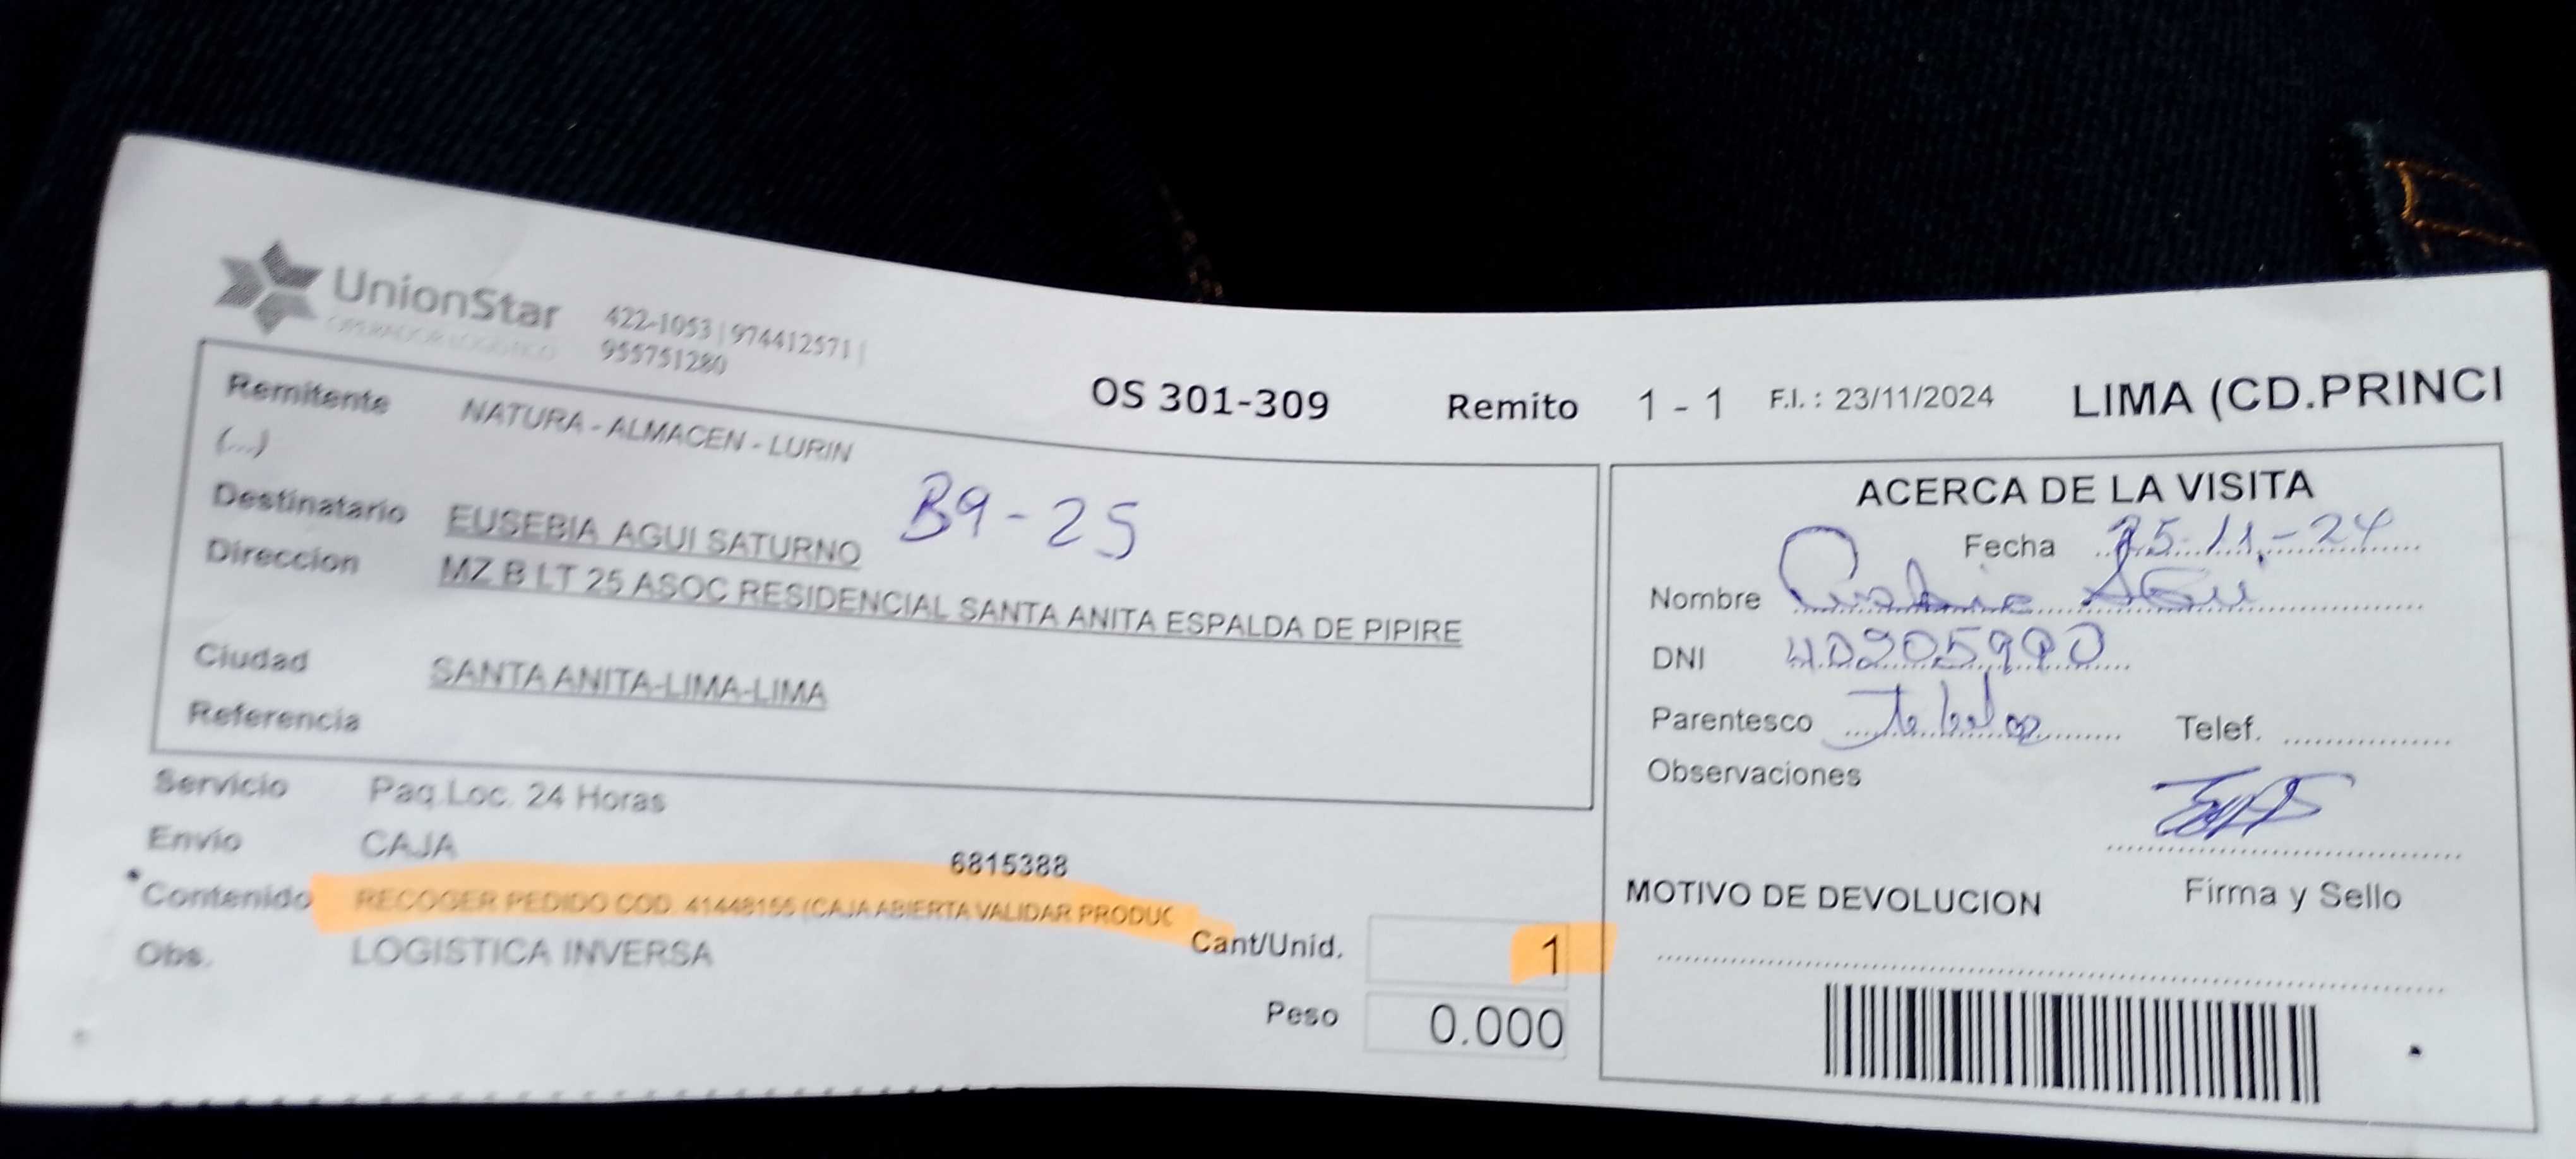 UnionStar
OPERADOR LOGISTICO
422-1053 | 974412571 |
955751280
OS 301-309 Remito 1 - 1 F.I. : 23/11/2024 LIMA (CD.PRINCI
Remitente NATURA - ALMACEN - LURIN
(...)
Destinatario EUSEBIA AGUI SATURNO B9-25
Direccion MZ B LT 25 ASOC RESIDENCIAL SANTA ANITA ESPALDA DE PIPIRE
Ciudad SANTA ANITA-LIMA-LIMA
Referencia
Servicio Paq.Loc. 24 Horas
Envio CAJA
6815388
Contenido RECOGER PEDIDO COD. 41448155 (CAJA ABIERTA VALIDAR PRODUC
Obs. LOGISTICA INVERSA
Cant/Unid. 1
Peso 0.000
ACERCA DE LA VISITA
Fecha 25-11-24
Nombre Agui
DNI 40205990
Parentesco Telef.
Observaciones
Firma y Sello
MOTIVO DE DEVOLUCION